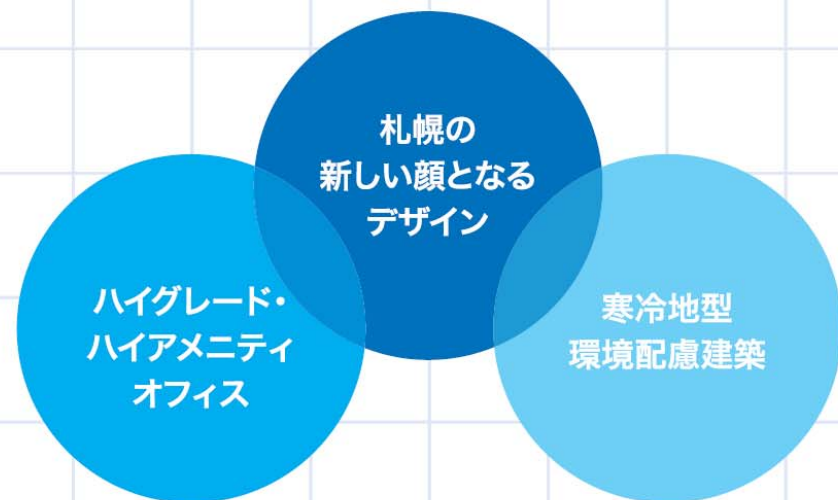 札幌の
新しい顔となる
デザイン
ハイグレード・
ハイアメニティ
オフィス
寒冷地型
環境配慮建築